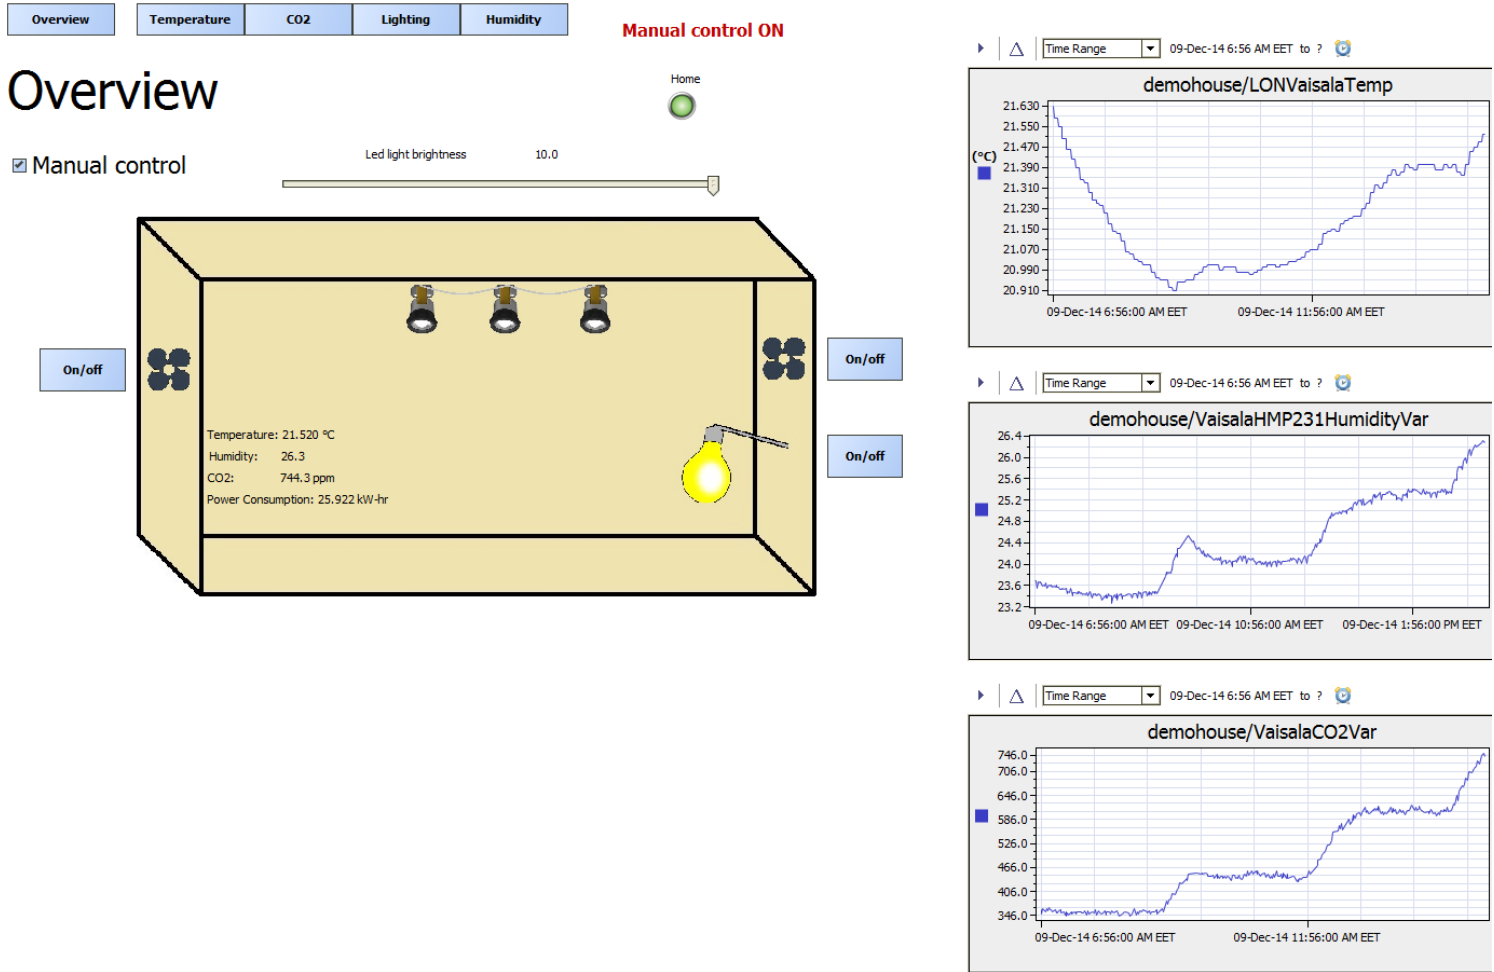 Overview
Temperature
CO2
Lighting
Humidity
Manual control ON
Overview
Home
Manual control
Led light brightness 10.0
On/off
On/off
On/off
Temperature: 21.520 °C
Humidity: 26.3
CO2: 744.3 ppm
Power Consumption: 25.922 kW-hr
Time Range 09-Dec-14 6:56 AM EET to ?
demohouse/LONVaisalaTemp
(°C)
21.630
21.550
21.470
21.390
21.310
21.230
21.150
21.070
20.990
20.910
09-Dec-14 6:56:00 AM EET 09-Dec-14 11:56:00 AM EET
Time Range 09-Dec-14 6:56 AM EET to ?
demohouse/VaisalaHMP231HumidityVar
26.4
26.0
25.6
25.2
24.8
24.4
24.0
23.6
23.2
09-Dec-14 6:56:00 AM EET 09-Dec-14 10:56:00 AM EET 09-Dec-14 1:56:00 PM EET
Time Range 09-Dec-14 6:56 AM EET to ?
demohouse/VaisalaCO2Var
746.0
706.0
646.0
586.0
526.0
466.0
406.0
346.0
09-Dec-14 6:56:00 AM EET 09-Dec-14 11:56:00 AM EET